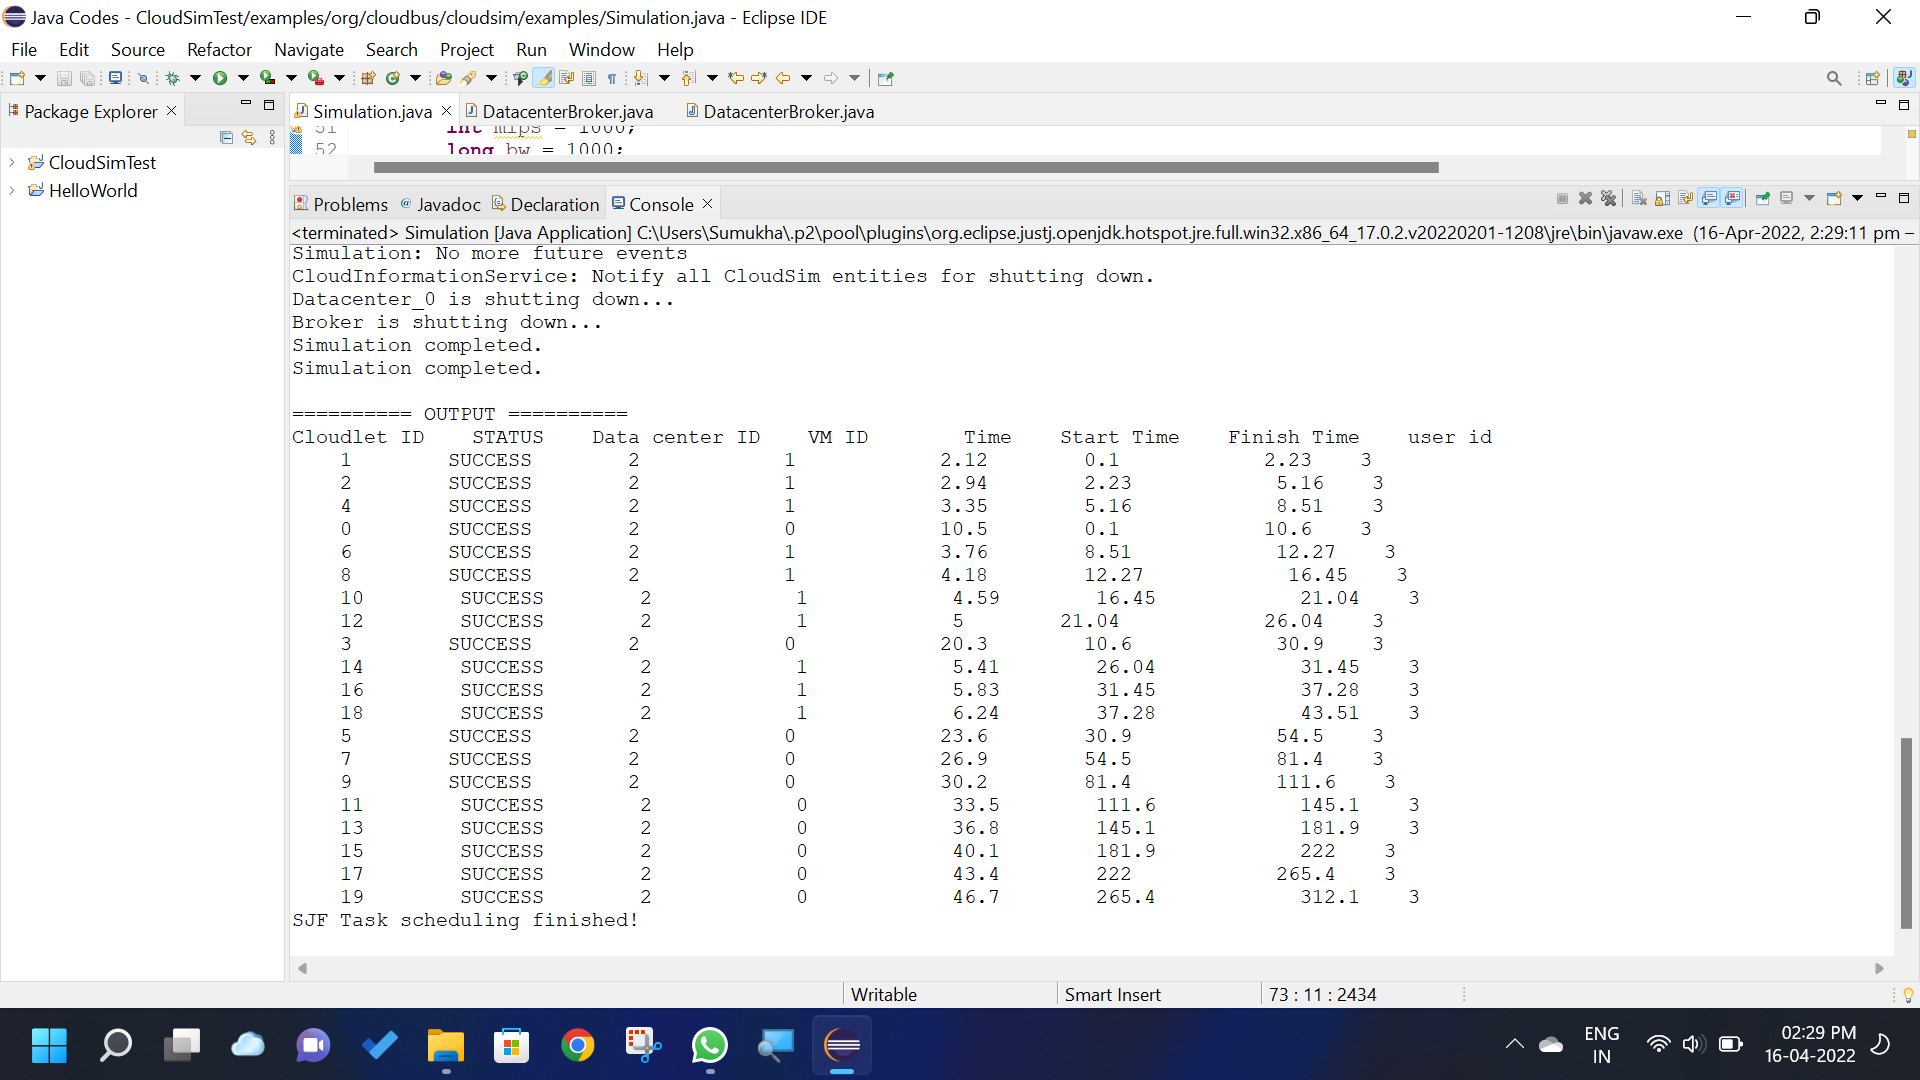 Java Codes - CloudSimTest/examples/org/cloudbus/cloudsim/examples/Simulation.java - Eclipse IDE
File Edit Source Refactor Navigate Search Project Run Window Help
Package Explorer
Simulation.java DatacenterBroker.java DatacenterBroker.java
51 int mips = 1000;
52 long bw = 1000;
CloudSimTest
HelloWorld
Problems Javadoc Declaration Console
<terminated> Simulation [Java Application] C:\Users\Sumukha\.p2\pool\plugins\org.eclipse.justj.openjdk.hotspot.jre.full.win32.x86_64_17.0.2.v20220201-1208\jre\bin\javaw.exe (16-Apr-2022, 2:29:11 pm –
Simulation: No more future events
CloudInformationService: Notify all CloudSim entities for shutting down.
Datacenter_0 is shutting down...
Broker is shutting down...
Simulation completed.
Simulation completed.
========== OUTPUT ==========
Cloudlet ID STATUS Data center ID VM ID Time Start Time Finish Time user id
1 SUCCESS 2 1 2.12 0.1 2.23 3
2 SUCCESS 2 1 2.94 2.23 5.16 3
4 SUCCESS 2 1 3.35 5.16 8.51 3
0 SUCCESS 2 0 10.5 0.1 10.6 3
6 SUCCESS 2 1 3.76 8.51 12.27 3
8 SUCCESS 2 1 4.18 12.27 16.45 3
10 SUCCESS 2 1 4.59 16.45 21.04 3
12 SUCCESS 2 1 5 21.04 26.04 3
3 SUCCESS 2 0 20.3 10.6 30.9 3
14 SUCCESS 2 1 5.41 26.04 31.45 3
16 SUCCESS 2 1 5.83 31.45 37.28 3
18 SUCCESS 2 1 6.24 37.28 43.51 3
5 SUCCESS 2 0 23.6 30.9 54.5 3
7 SUCCESS 2 0 26.9 54.5 81.4 3
9 SUCCESS 2 0 30.2 81.4 111.6 3
11 SUCCESS 2 0 33.5 111.6 145.1 3
13 SUCCESS 2 0 36.8 145.1 181.9 3
15 SUCCESS 2 0 40.1 181.9 222 3
17 SUCCESS 2 0 43.4 222 265.4 3
19 SUCCESS 2 0 46.7 265.4 312.1 3
SJF Task scheduling finished!
Writable Smart Insert 73 : 11 : 2434
ENG
IN
02:29 PM
16-04-2022